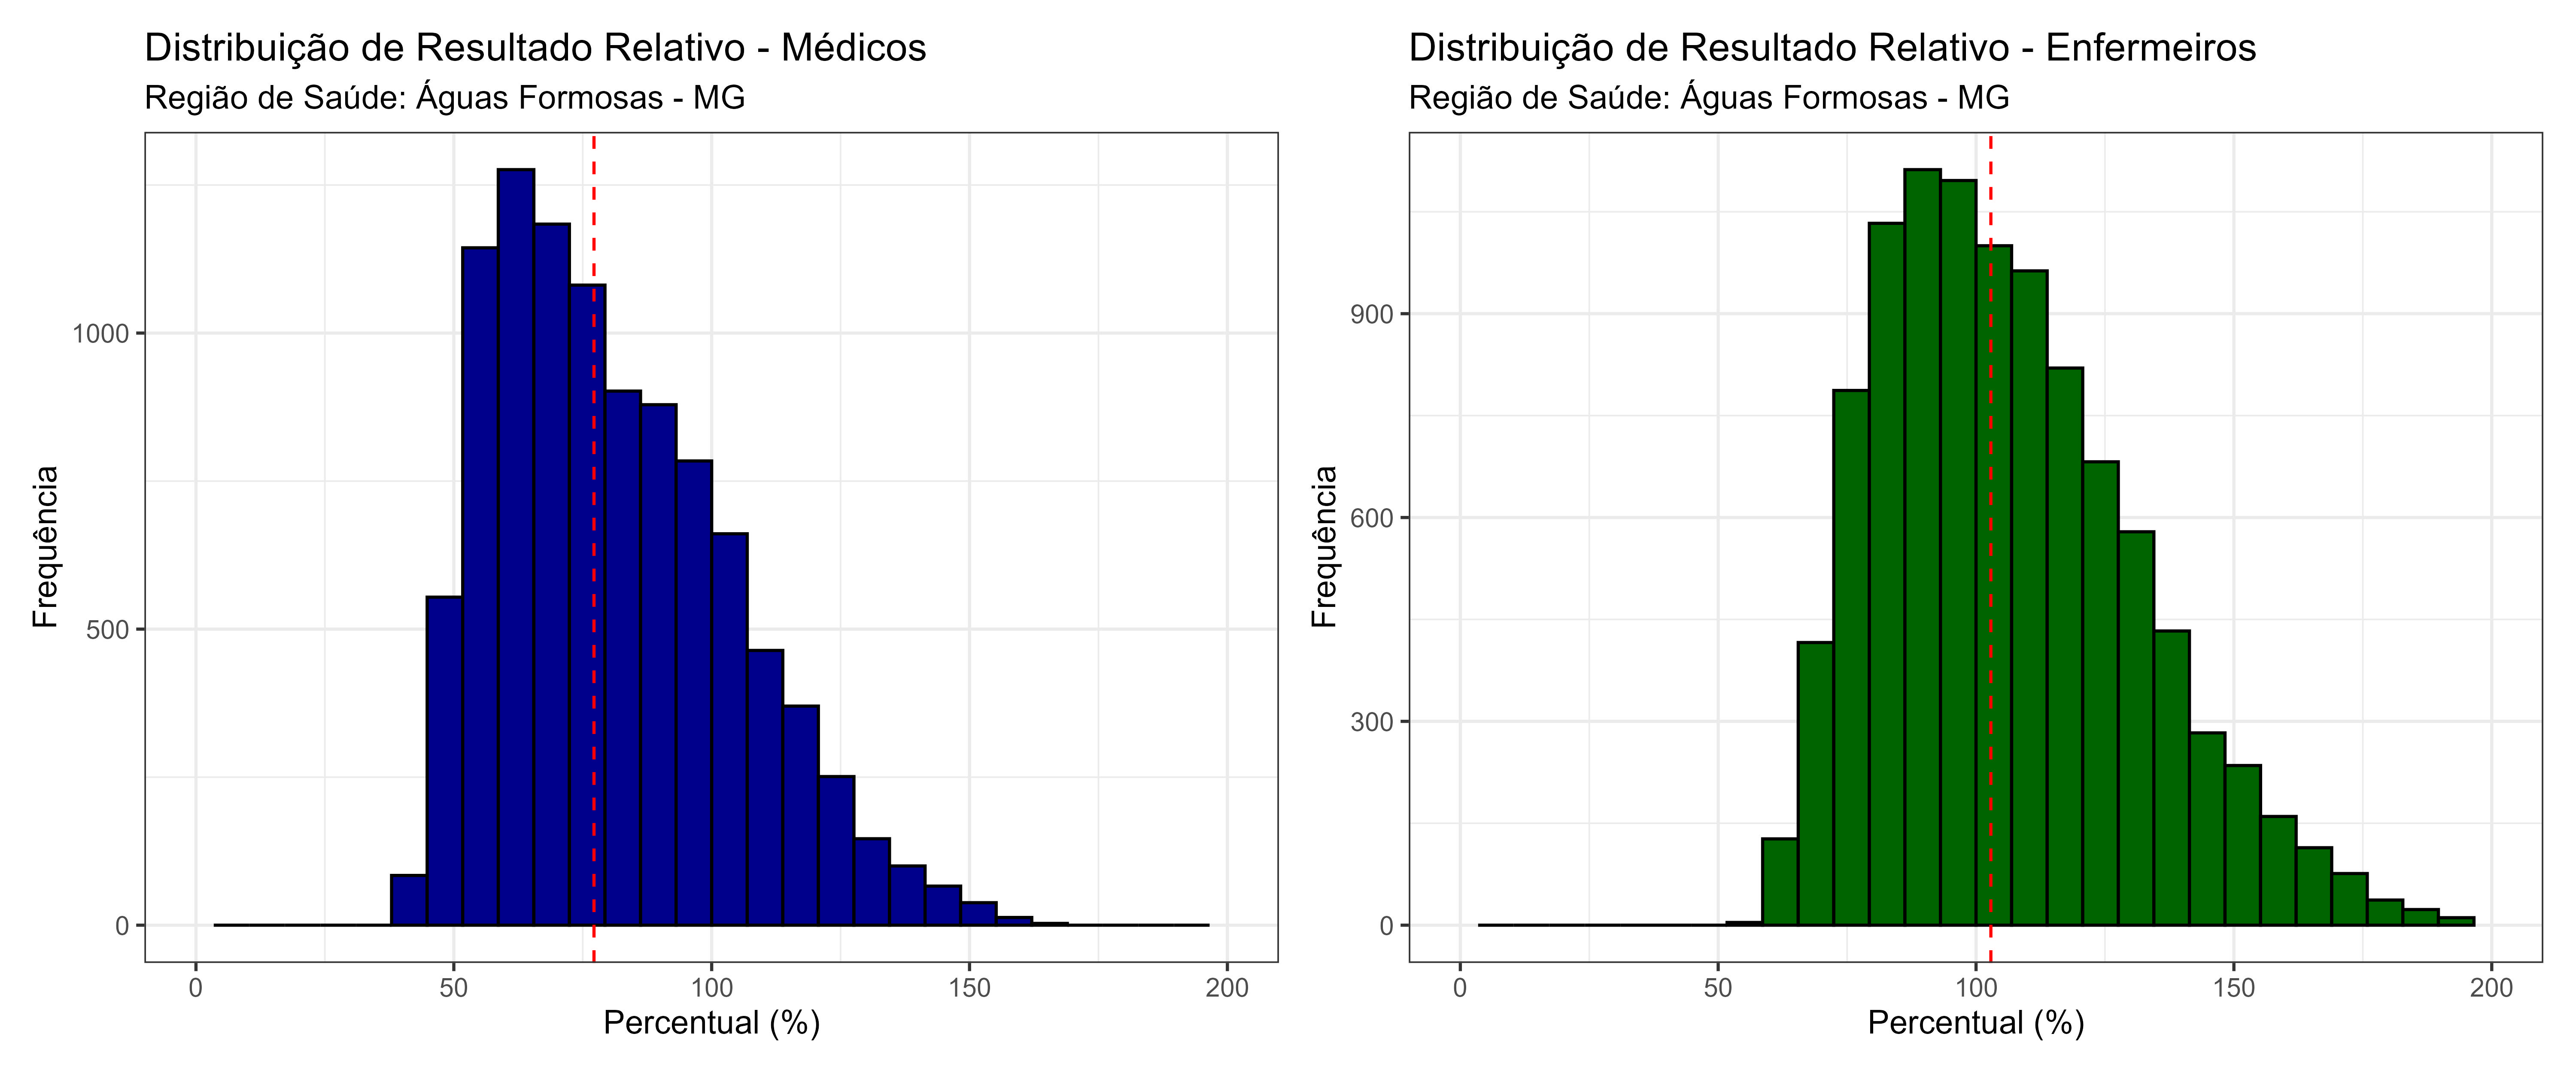 Distribuição de Resultado Relativo - Médicos
Região de Saúde: Águas Formosas - MG
Frequência
1000
500
0
0 50 100 150 200
Percentual (%)
Distribuição de Resultado Relativo - Enfermeiros
Região de Saúde: Águas Formosas - MG
Frequência
900
600
300
0
0 50 100 150 200
Percentual (%)